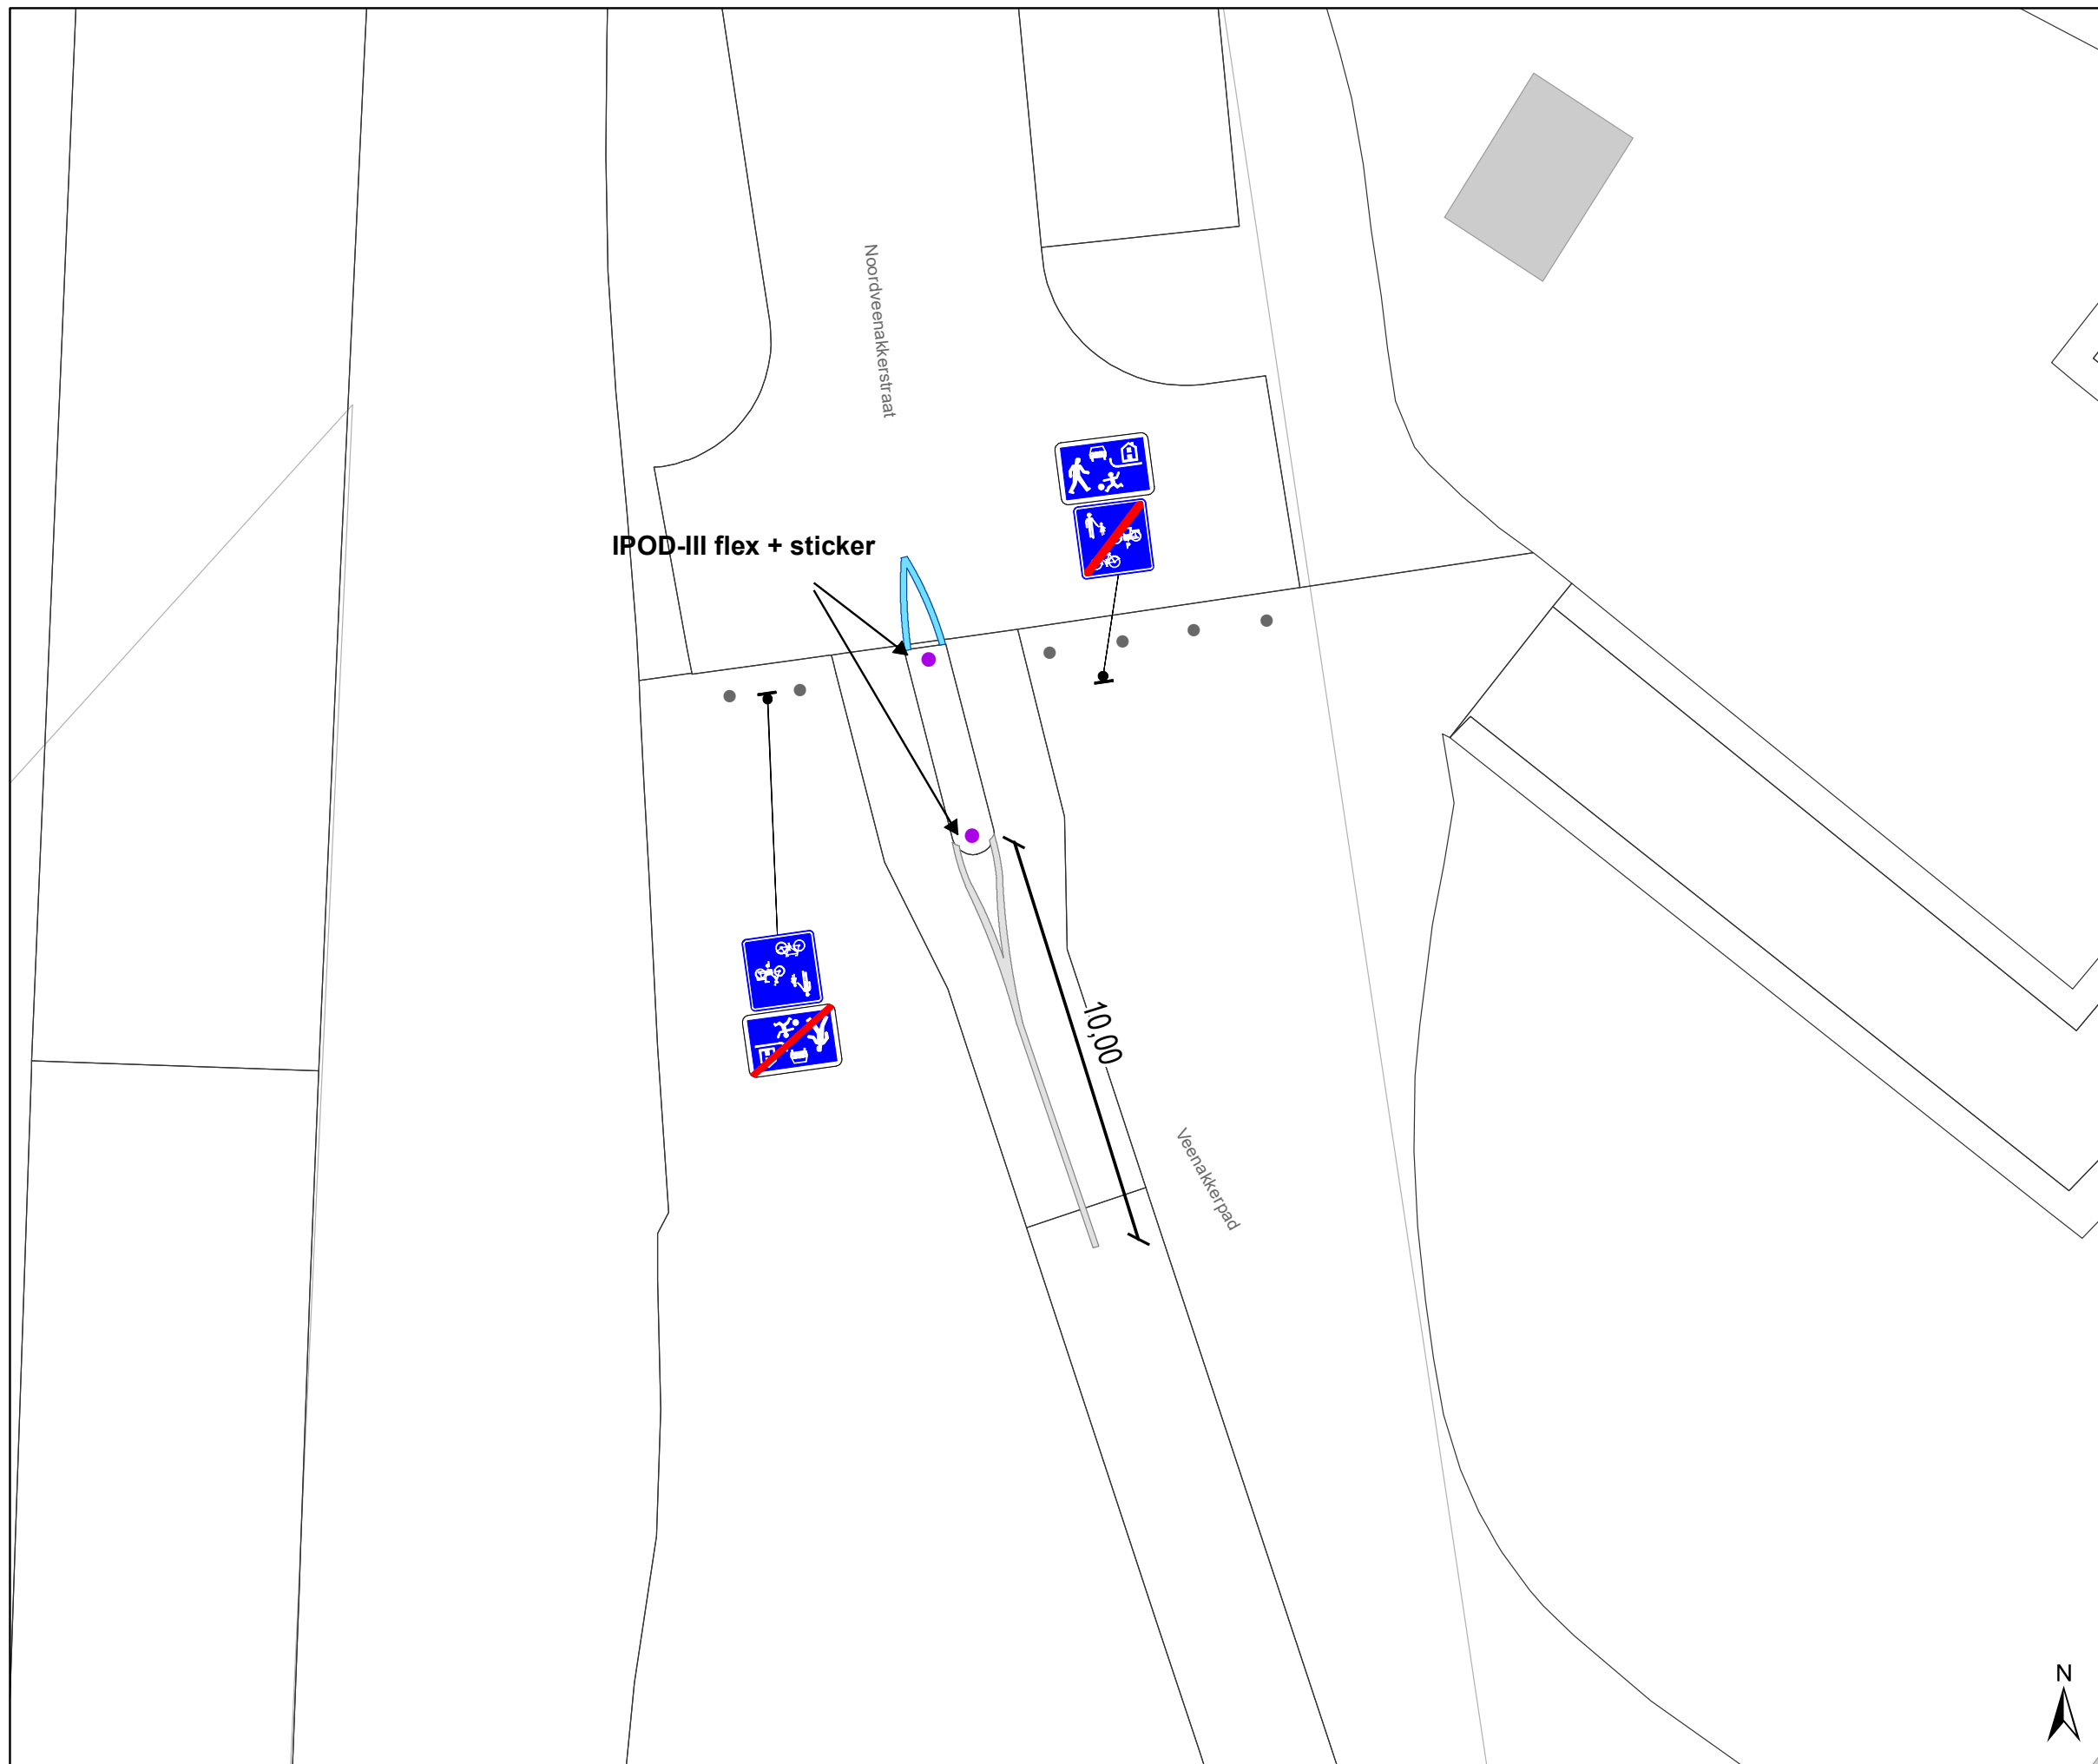 Noordveenakkerstraat
IPOD-III flex + sticker
10,00
Veenakkerpad
N